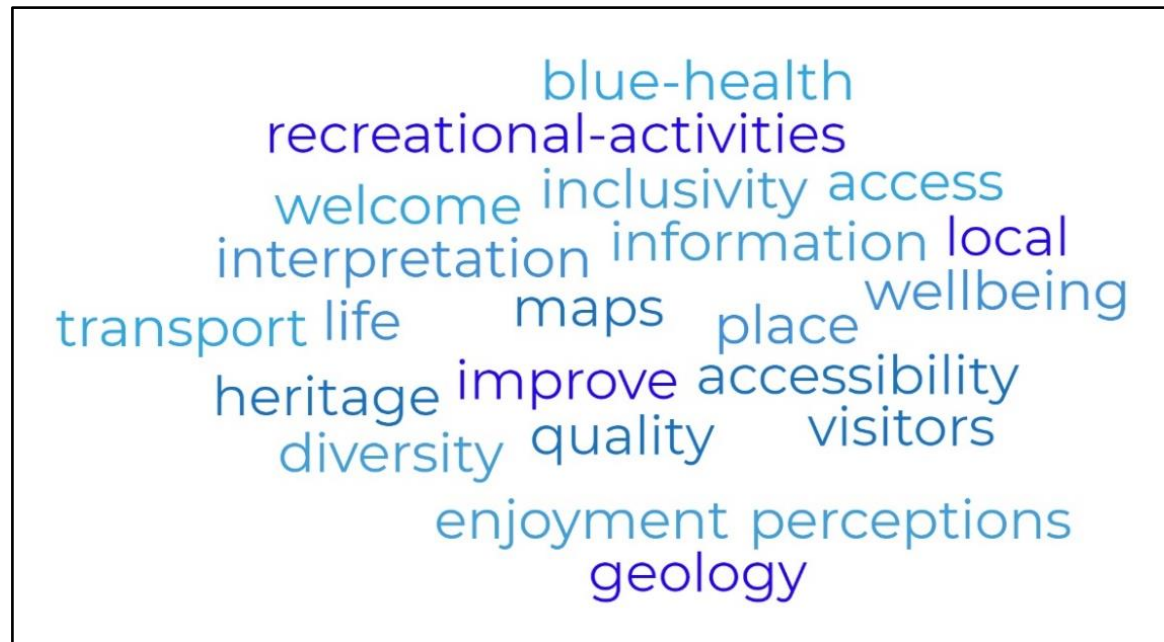 blue-health
recreational-activities
welcome inclusivity access
interpretation information local
transport life maps place wellbeing
heritage improve accessibility
diversity quality visitors
enjoyment perceptions
geology